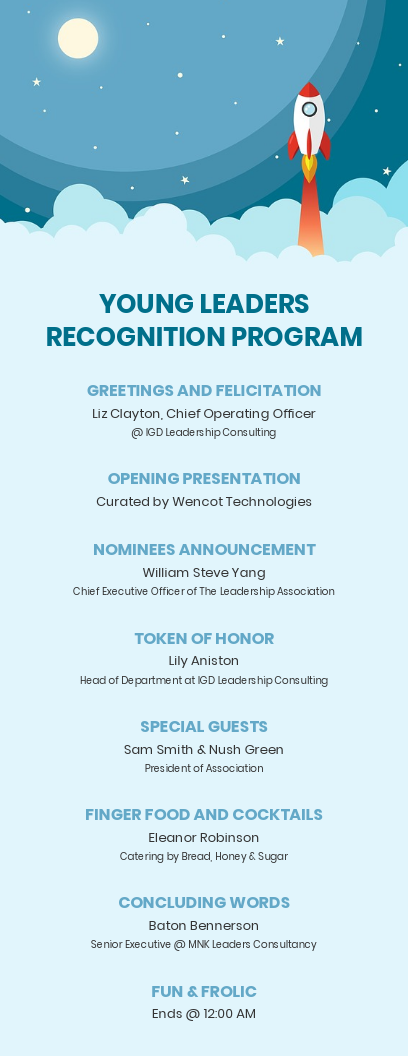 YOUNG LEADERS
RECOGNITION PROGRAM
GREETINGS AND FELICITATION
Liz Clayton, Chief Operating Officer
@ IGD Leadership Consulting
OPENING PRESENTATION
Curated by Wencot Technologies
NOMINEES ANNOUNCEMENT
William Steve Yang
Chief Executive Officer of The Leadership Association
TOKEN OF HONOR
Lily Aniston
Head of Department at IGD Leadership Consulting
SPECIAL GUESTS
Sam Smith & Nush Green
President of Association
FINGER FOOD AND COCKTAILS
Eleanor Robinson
Catering by Bread, Honey & Sugar
CONCLUDING WORDS
Baton Bennerson
Senior Executive @ MNK Leaders Consultancy
FUN & FROLIC
Ends @ 12:00 AM